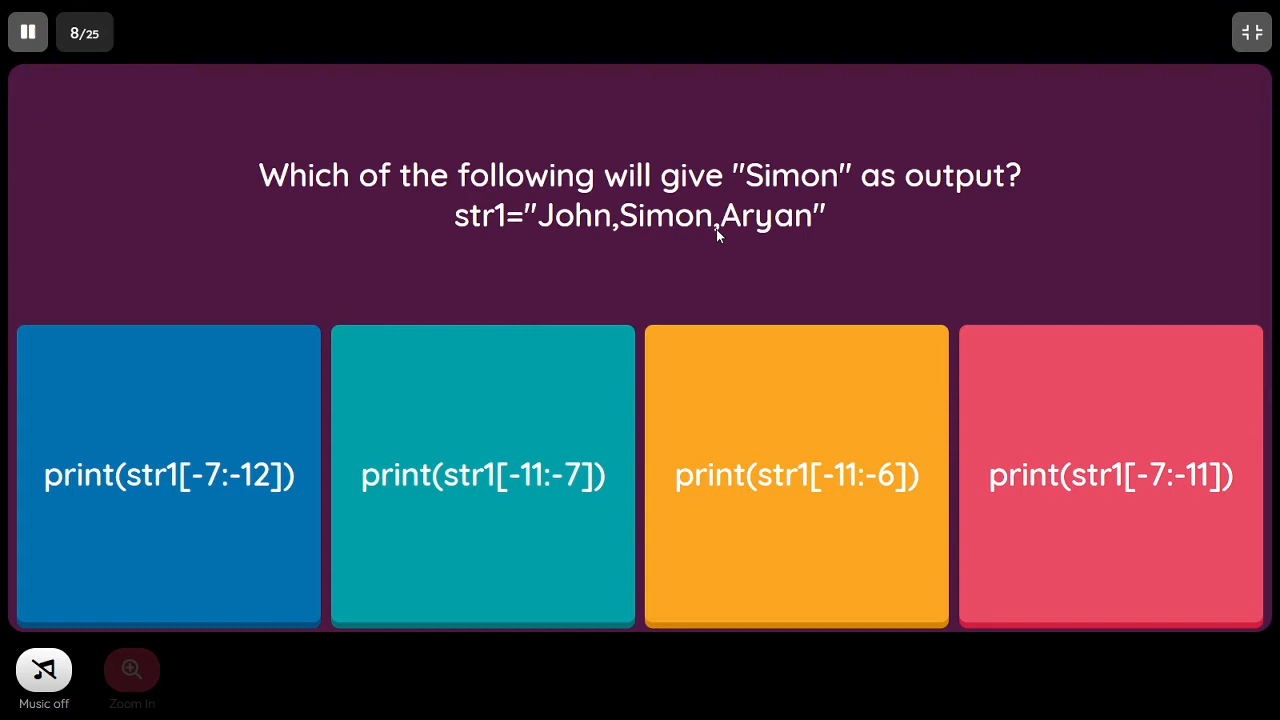 8/25
Which of the following will give "Simon" as output?
str1="John,Simon,Aryan"
print(str1[-7:-12])
print(str1[-11:-7])
print(str1[-11:-6])
print(str1[-7:-11])
Music off
Zoom In